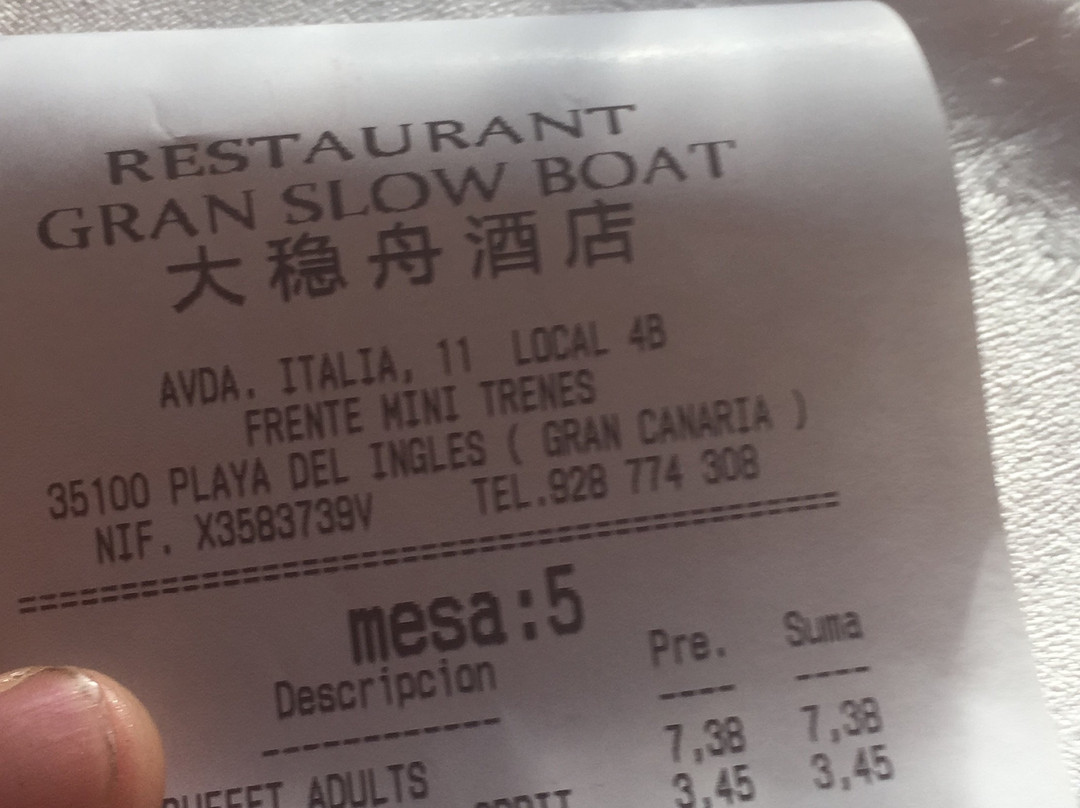 RESTAURANT
GRAN SLOW BOAT
大稳舟酒店
AVDA. ITALIA, 11 LOCAL 4B
FRENTE MINI TRENES
35100 PLAYA DEL INGLES ( GRAN CANARIA )
NIF. X3583739V TEL.928 774 308
==========================================
mesa:5
Descripcion Pre. Suma
------------ ---- ----
BUFFET ADULTS 7,38 7,38
3,45 3,45